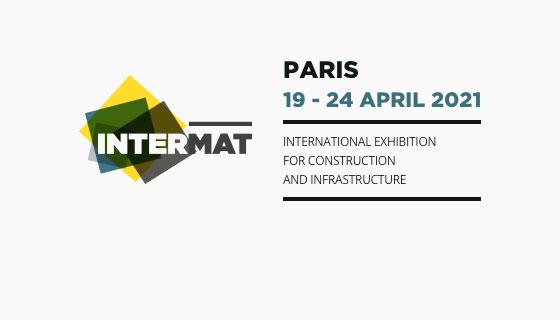 INTERMAT
PARIS
19 - 24 APRIL 2021
INTERNATIONAL EXHIBITION
FOR CONSTRUCTION
AND INFRASTRUCTURE